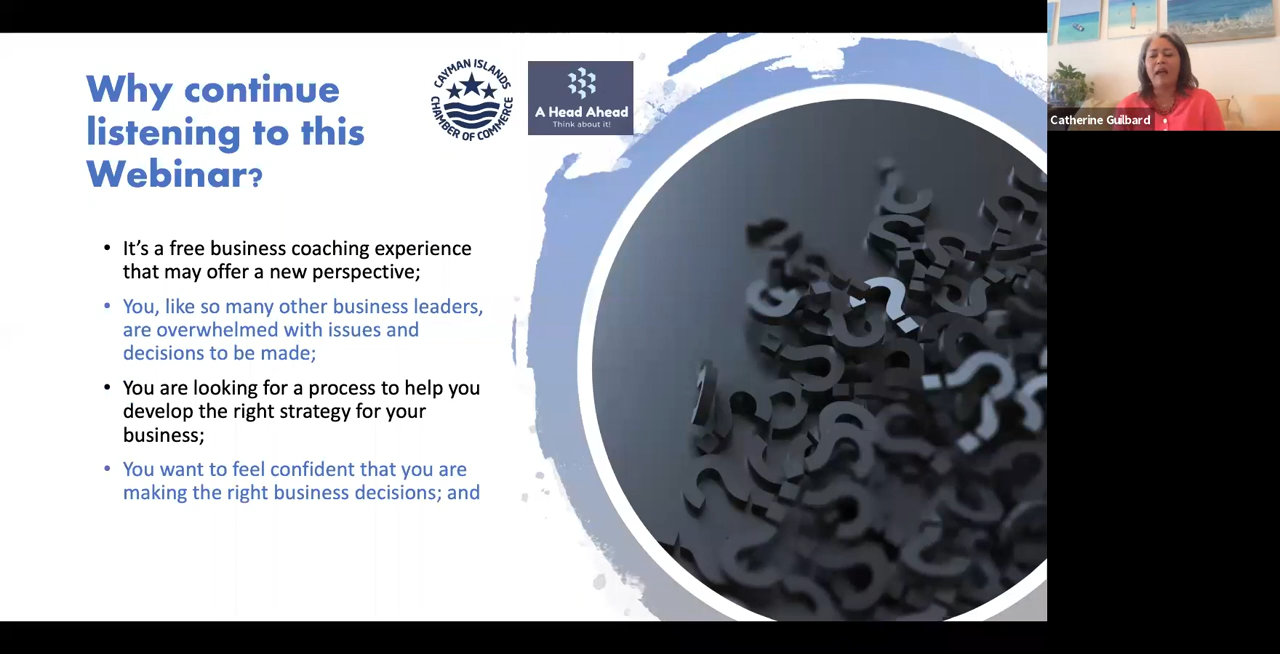 Why continue
listening to this
Webinar?
CAYMAN ISLANDS
CHAMBER OF COMMERCE
A Head Ahead
Think about it!
• It’s a free business coaching experience
that may offer a new perspective;
• You, like so many other business leaders,
are overwhelmed with issues and
decisions to be made;
• You are looking for a process to help you
develop the right strategy for your
business;
• You want to feel confident that you are
making the right business decisions; and
Catherine Guilbard